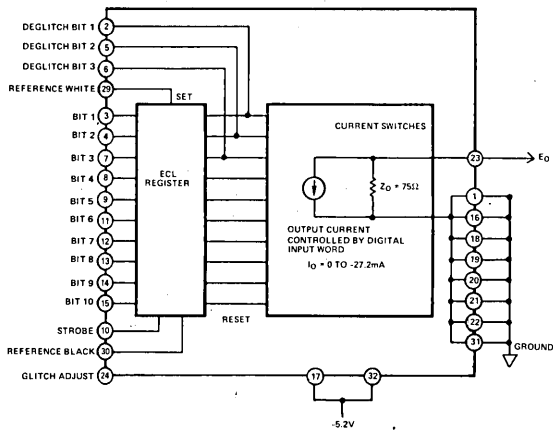 DEGLITCH BIT 1 2
DEGLITCH BIT 2 5
DEGLITCH BIT 3 6
REFERENCE WHITE 29
SET
BIT 1 3
BIT 2 4
BIT 3 7
BIT 4 8
BIT 5 9
BIT 6 11
BIT 7 12
BIT 8 13
BIT 9 14
BIT 10 15
STROBE 10
REFERENCE BLACK 30
GLITCH ADJUST 24
ECL
REGISTER
RESET
CURRENT SWITCHES
ZO = 75Ω
OUTPUT CURRENT
CONTROLLED BY DIGITAL
INPUT WORD
IO = 0 TO -27.2mA
23 EO
1
16
18
19
20
21
22
31
GROUND
17 32
-5.2V